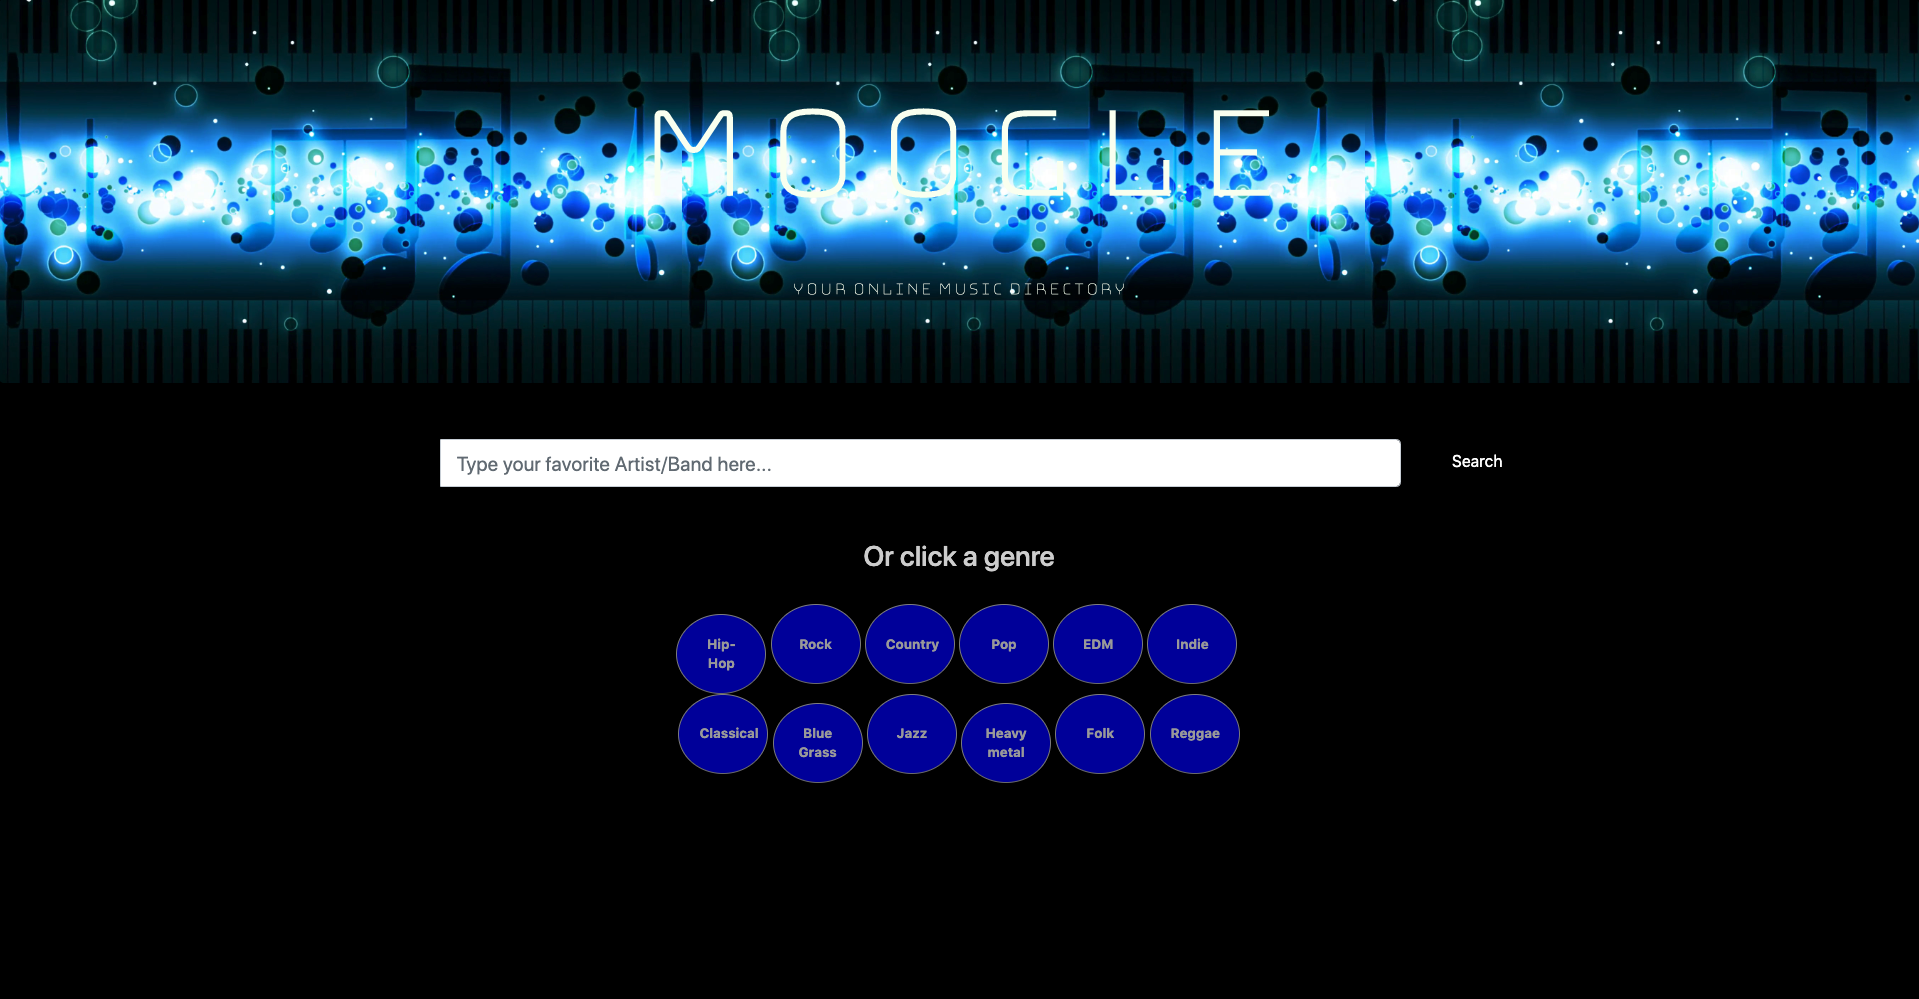 MOOGLE
YOUR ONLINE MUSIC DIRECTORY
Type your favorite Artist/Band here...
Search
Or click a genre
Hip-
Hop
Rock
Country
Pop
EDM
Indie
Classical
Blue
Grass
Jazz
Heavy
metal
Folk
Reggae